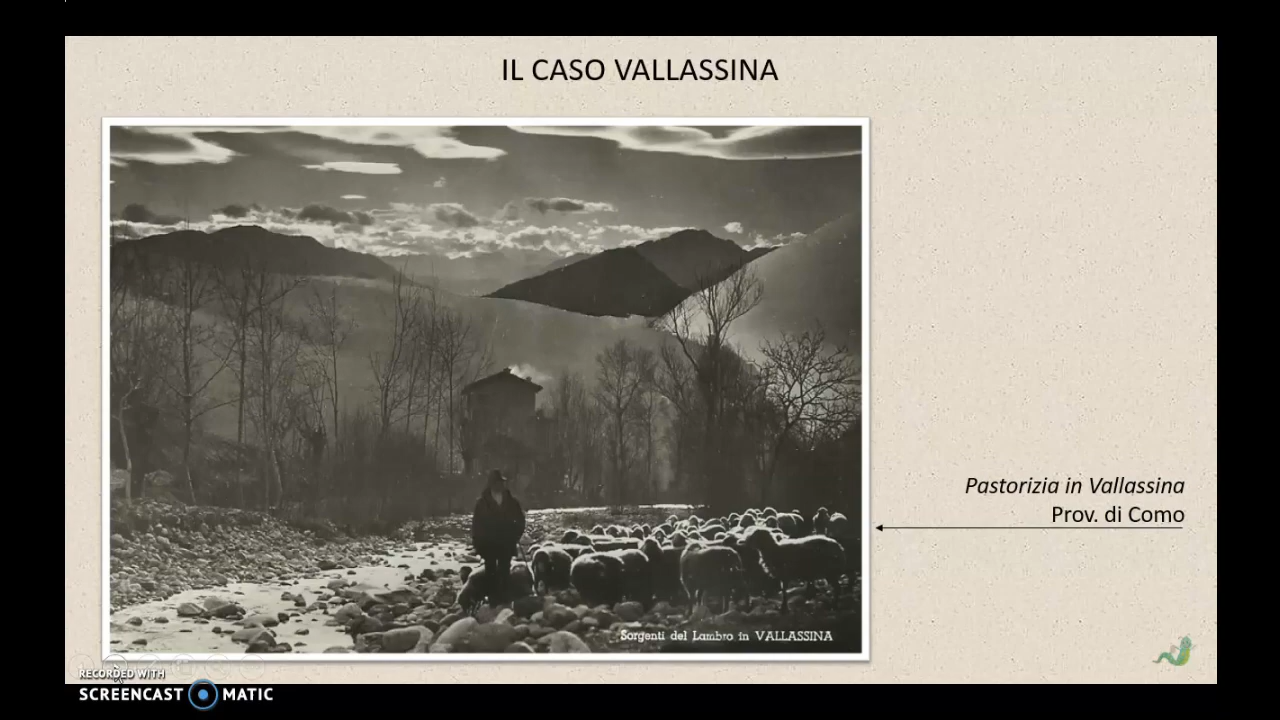 IL CASO VALLASSINA
Pastorizia in Vallassina
Prov. di Como
Sorgenti del Lambro in VALLASSINA
RECORDED WITH
SCREENCAST MATIC